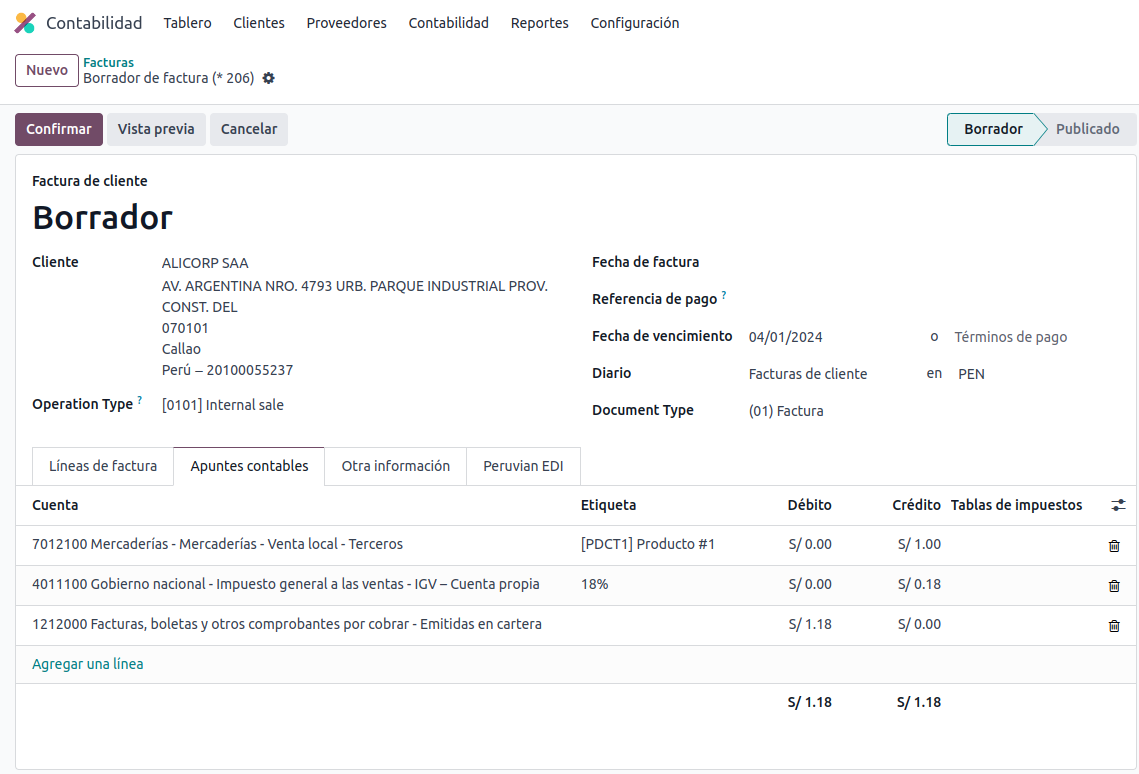 Contabilidad Tablero Clientes Proveedores Contabilidad Reportes Configuración
Nuevo
Facturas
Borrador de factura (* 206)
Confirmar Vista previa Cancelar
Borrador Publicado
Factura de cliente
Borrador
Cliente ALICORP SAA
AV. ARGENTINA NRO. 4793 URB. PARQUE INDUSTRIAL PROV.
CONST. DEL
070101
Callao
Perú – 20100055237
Operation Type ? [0101] Internal sale
Fecha de factura
Referencia de pago ?
Fecha de vencimiento 04/01/2024 o Términos de pago
Diario Facturas de cliente en PEN
Document Type (01) Factura
Líneas de factura Apuntes contables Otra información Peruvian EDI
Cuenta Etiqueta Débito Crédito Tablas de impuestos
7012100 Mercaderías - Mercaderías - Venta local - Terceros [PDCT1] Producto #1 S/ 0.00 S/ 1.00
4011100 Gobierno nacional - Impuesto general a las ventas - IGV – Cuenta propia 18% S/ 0.00 S/ 0.18
1212000 Facturas, boletas y otros comprobantes por cobrar - Emitidas en cartera S/ 1.18 S/ 0.00
Agregar una línea
S/ 1.18 S/ 1.18